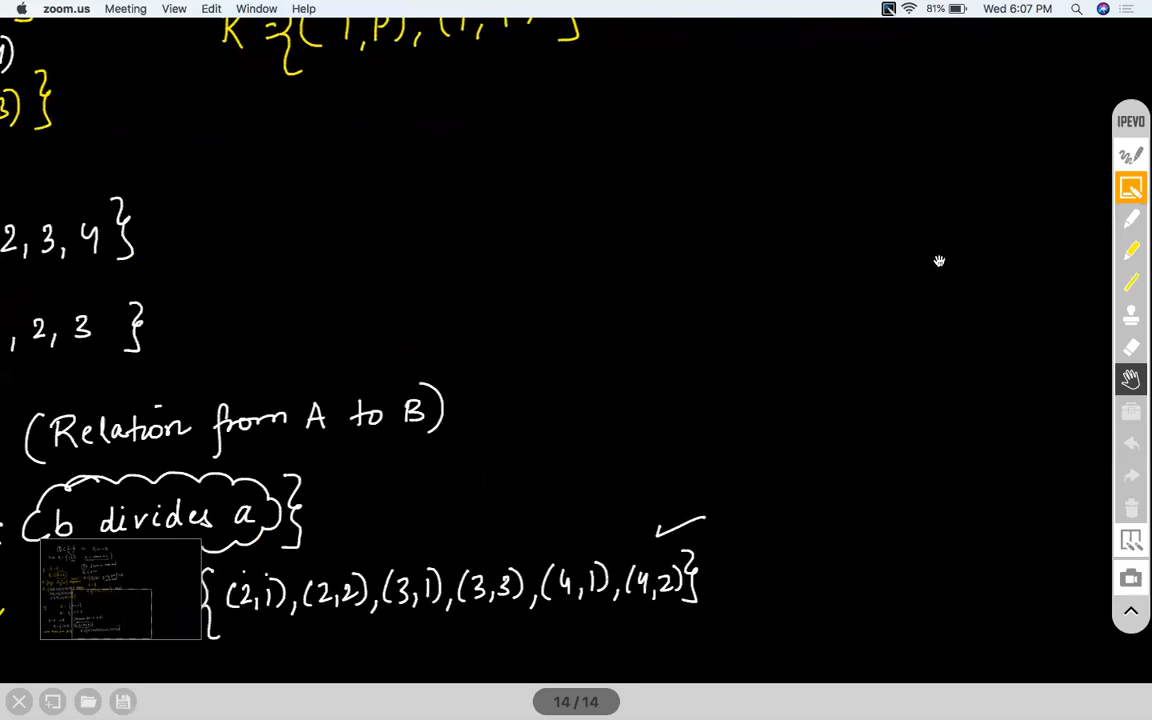 zoom.us Meeting View Edit Window Help 81% Wed 6:07 PM
)
3) }
2, 3, 4 }
, 2, 3 }
(Relation from A to B)
b divides a }
{ (2,1), (2,2), (3,1), (3,3), (4,1), (4,2) }
IPEVO
14 / 14